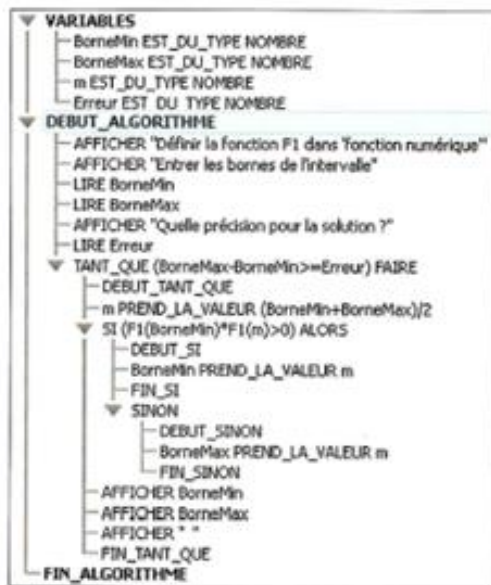 VARIABLES
BorneMin EST_DU_TYPE NOMBRE
BorneMax EST_DU_TYPE NOMBRE
m EST_DU_TYPE NOMBRE
Erreur EST_DU_TYPE NOMBRE
DEBUT_ALGORITHME
AFFICHER "Définir la fonction F1 dans 'fonction numérique'"
AFFICHER "Entrer les bornes de l'intervalle"
LIRE BorneMin
LIRE BorneMax
AFFICHER "Quelle précision pour la solution ?"
LIRE Erreur
TANT_QUE (BorneMax-BorneMin>=Erreur) FAIRE
DEBUT_TANT_QUE
m PREND_LA_VALEUR (BorneMin+BorneMax)/2
SI (F1(BorneMin)*F1(m)>0) ALORS
DEBUT_SI
BorneMin PREND_LA_VALEUR m
FIN_SI
SINON
DEBUT_SINON
BorneMax PREND_LA_VALEUR m
FIN_SINON
AFFICHER BorneMin
AFFICHER BorneMax
AFFICHER " "
FIN_TANT_QUE
FIN_ALGORITHME